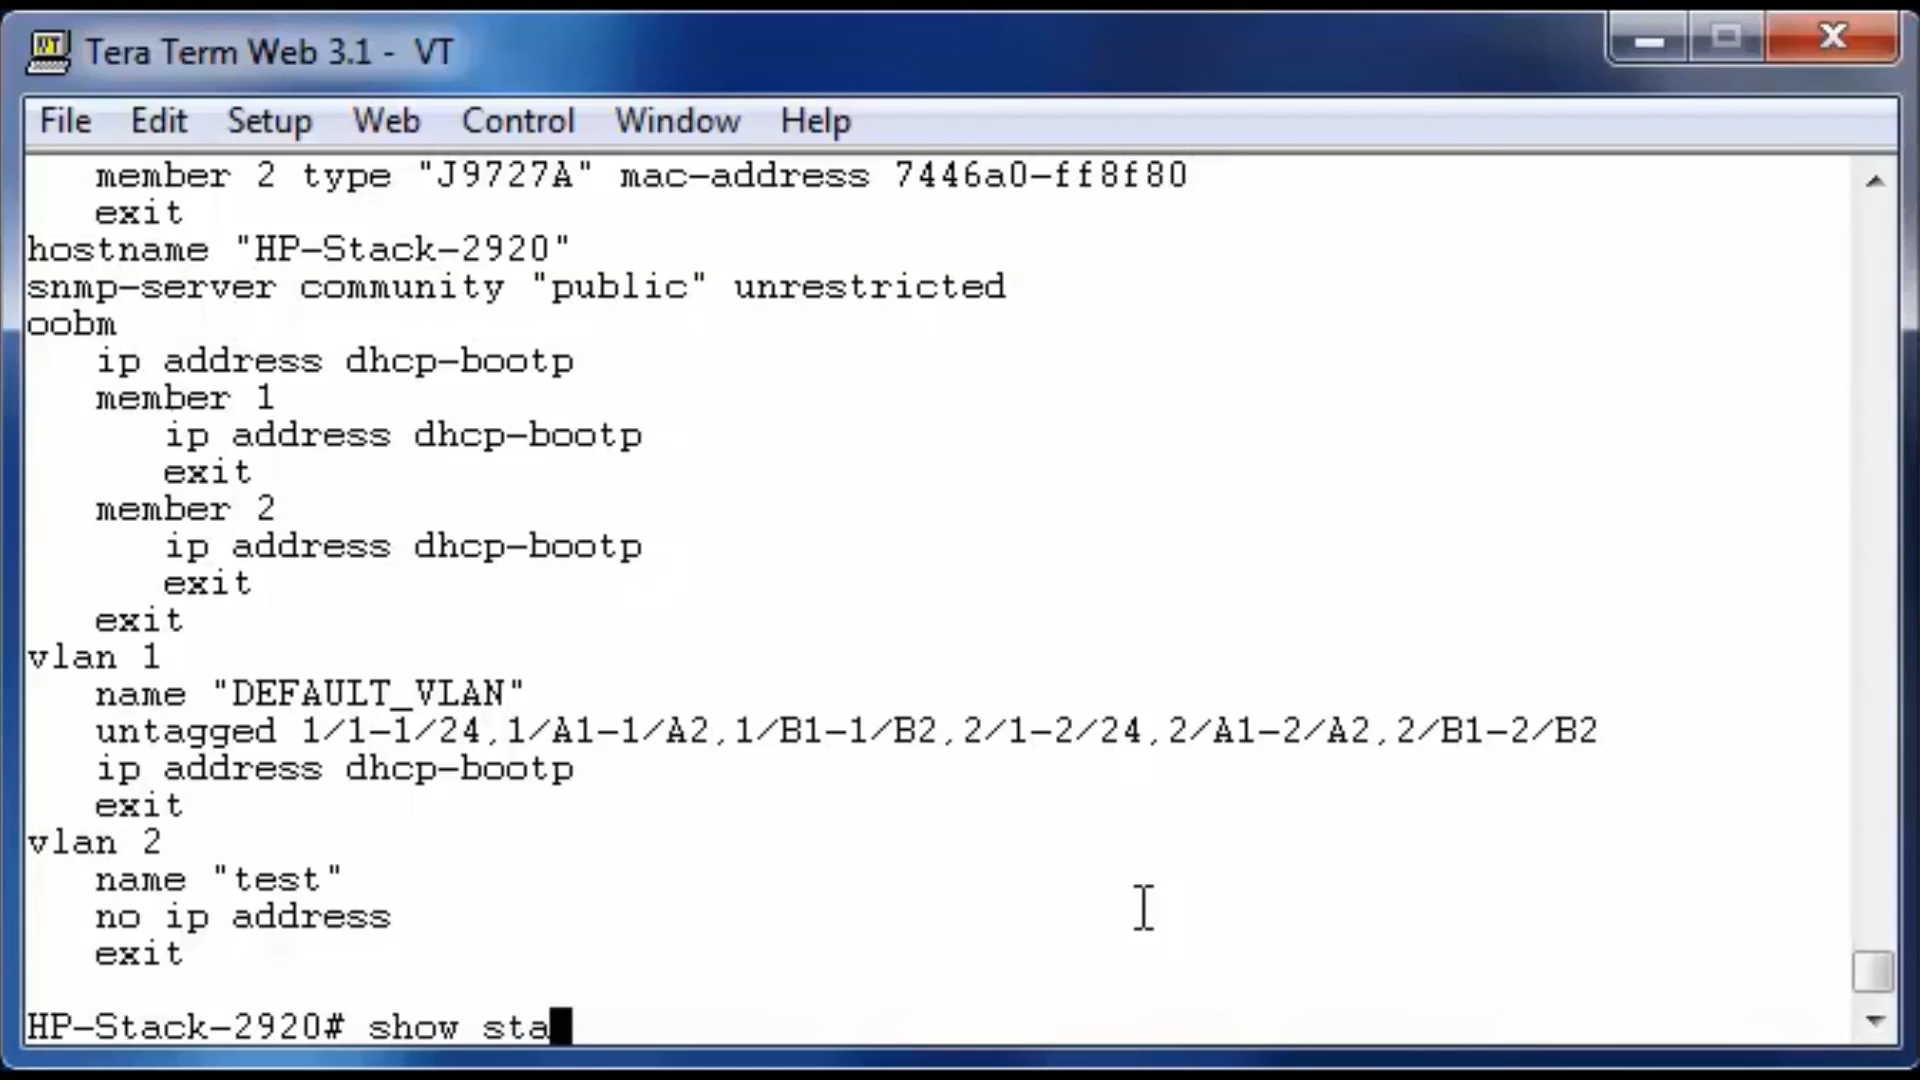 Tera Term Web 3.1 - VT
File Edit Setup Web Control Window Help
member 2 type "J9727A" mac-address 7446a0-ff8f80
exit
hostname "HP-Stack-2920"
snmp-server community "public" unrestricted
oobm
ip address dhcp-bootp
member 1
ip address dhcp-bootp
exit
member 2
ip address dhcp-bootp
exit
exit
vlan 1
name "DEFAULT_VLAN"
untagged 1/1-1/24,1/A1-1/A2,1/B1-1/B2,2/1-2/24,2/A1-2/A2,2/B1-2/B2
ip address dhcp-bootp
exit
vlan 2
name "test"
no ip address
exit
HP-Stack-2920# show sta